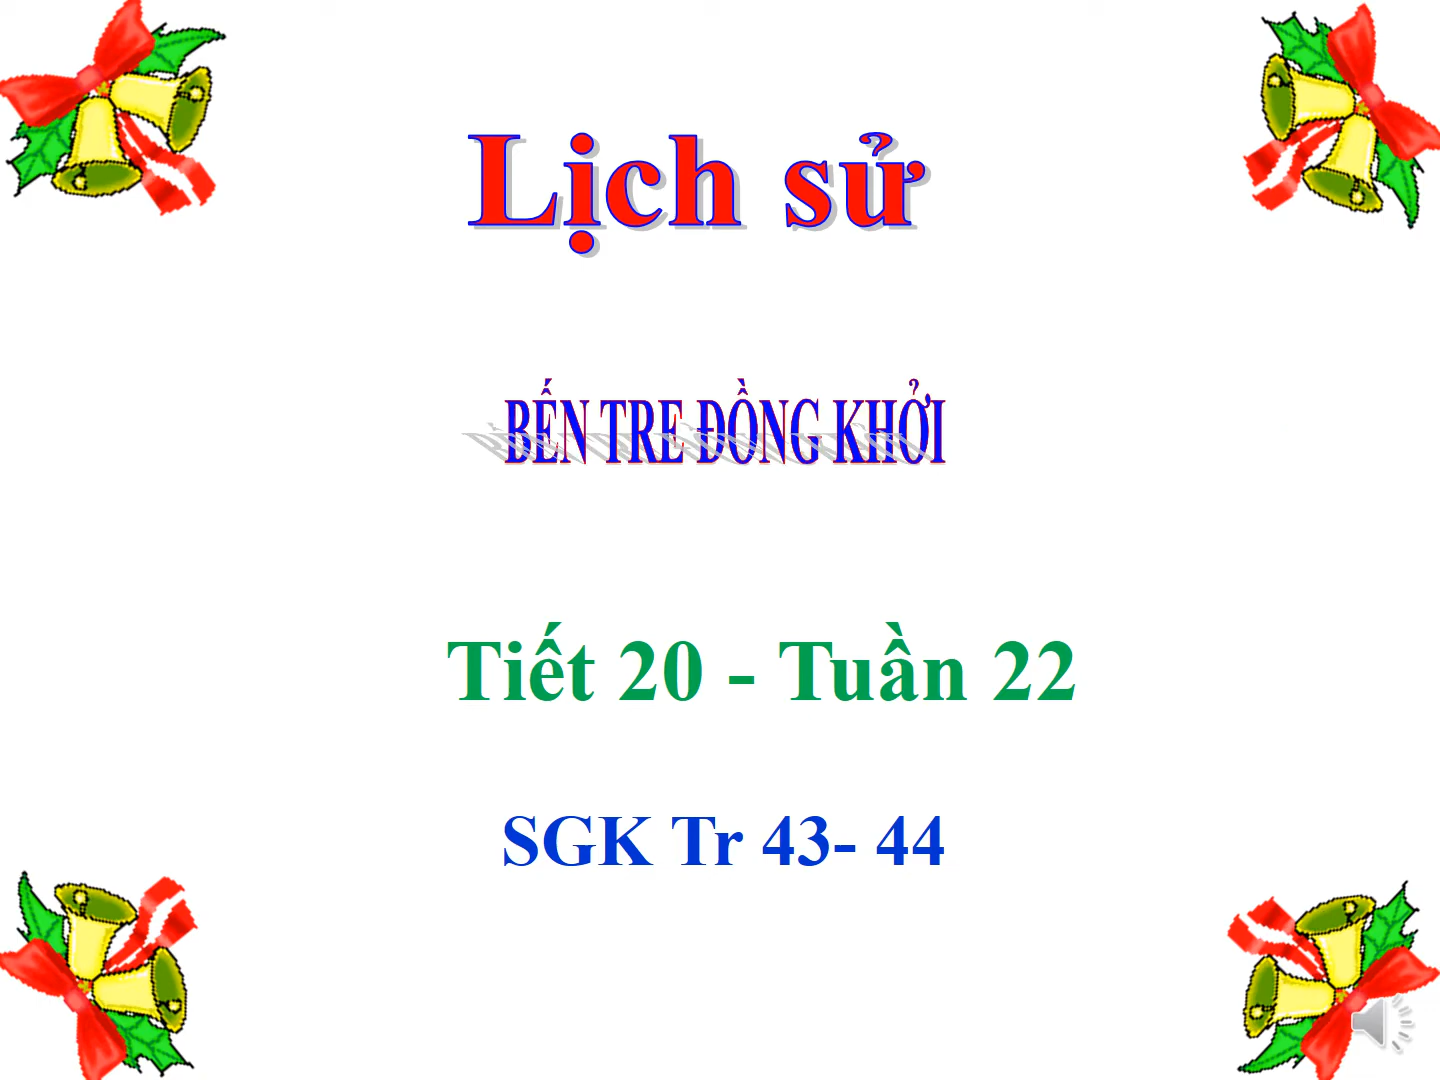 Lịch sử
BẾN TRE ĐỒNG KHỞI
Tiết 20 - Tuần 22
SGK Tr 43- 44